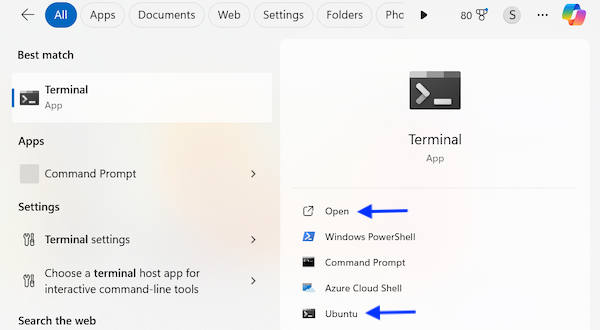 All
Apps
Documents
Web
Settings
Folders
Pho
80
S
Best match
Terminal
App
Apps
Command Prompt
Settings
Terminal settings
Choose a terminal host app for
interactive command-line tools
Search the web
Terminal
App
Open
Windows PowerShell
Command Prompt
Azure Cloud Shell
Ubuntu